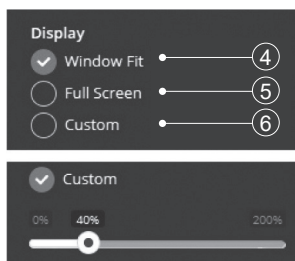 Display
Window Fit 4
Full Screen 5
Custom 6
Custom
0% 40% 200%